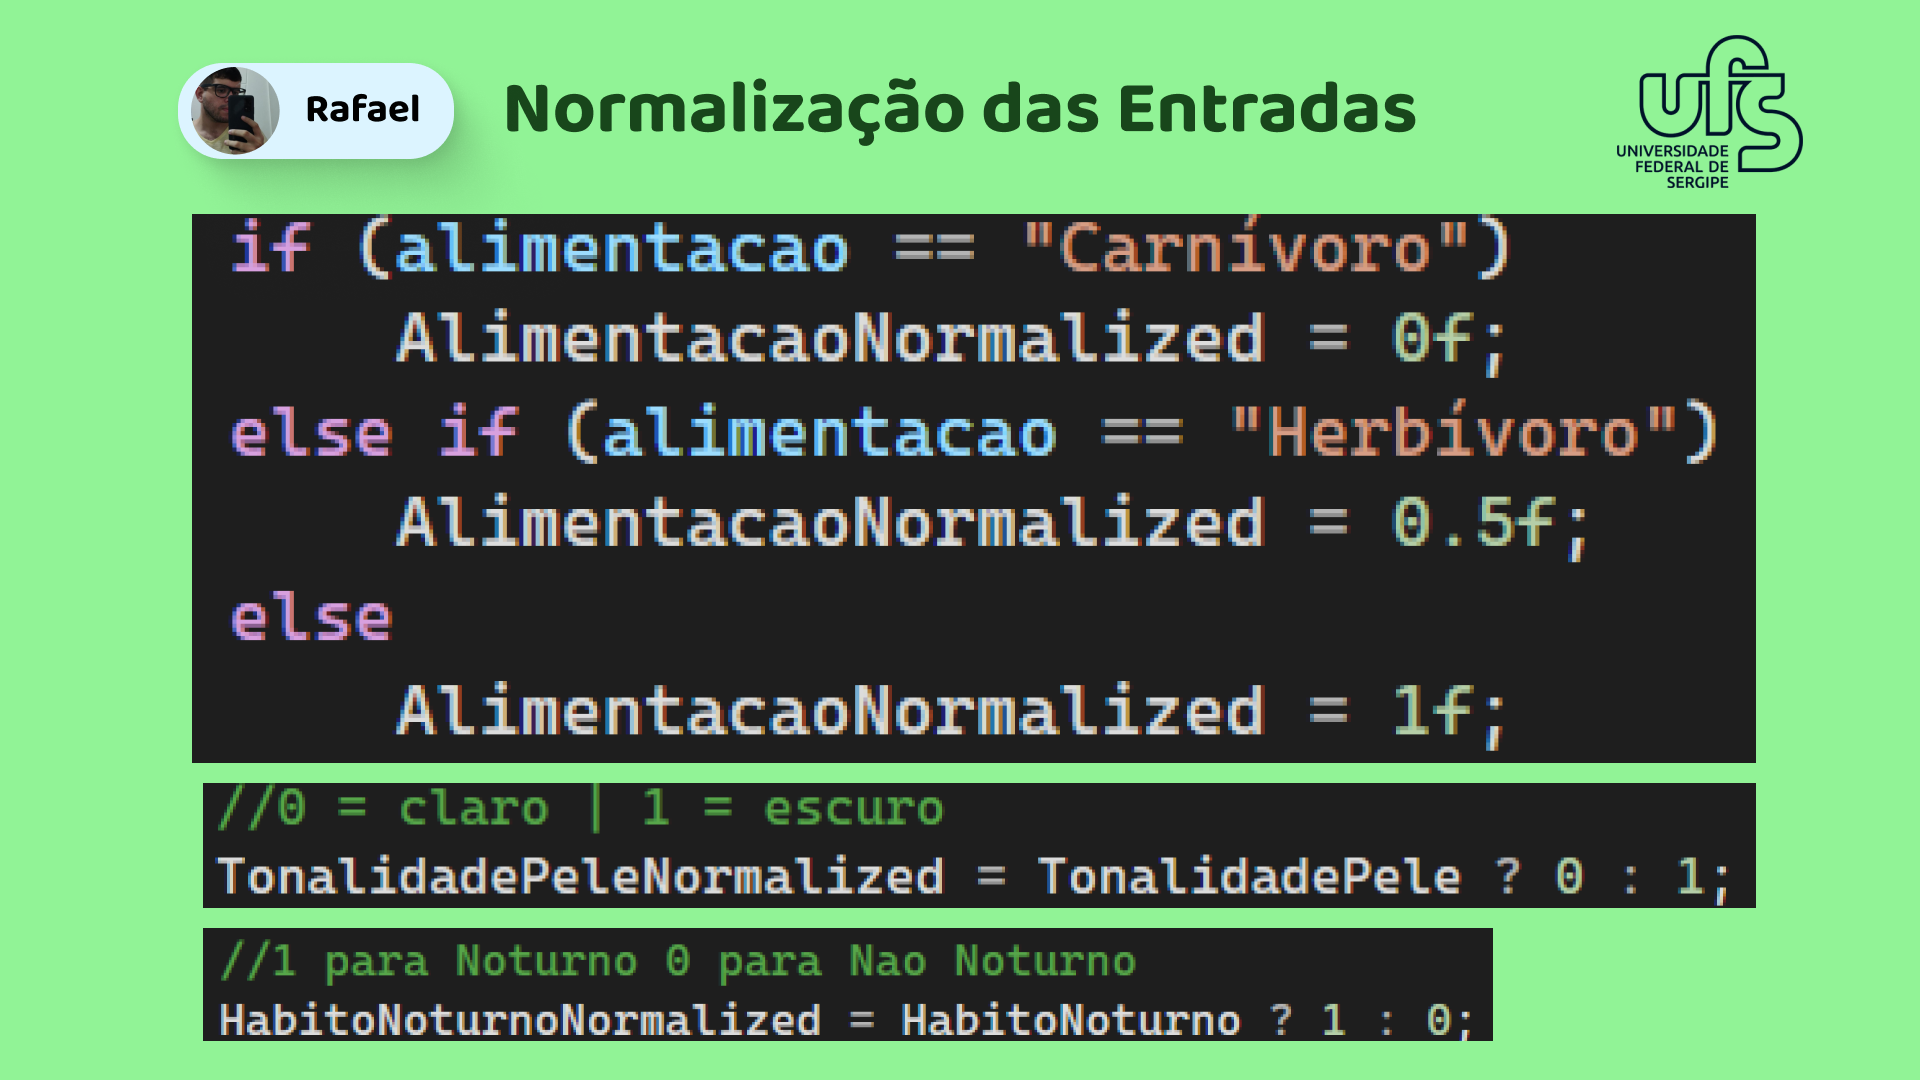 Rafael
Normalização das Entradas
ufs
UNIVERSIDADE
FEDERAL DE
SERGIPE
if (alimentacao == "Carnívoro")
AlimentacaoNormalized = 0f;
else if (alimentacao == "Herbívoro")
AlimentacaoNormalized = 0.5f;
else
AlimentacaoNormalized = 1f;
//0 = claro | 1 = escuro
TonalidadePeleNormalized = TonalidadePele ? 0 : 1;
//1 para Noturno 0 para Nao Noturno
HabitoNoturnoNormalized = HabitoNoturno ? 1 : 0;